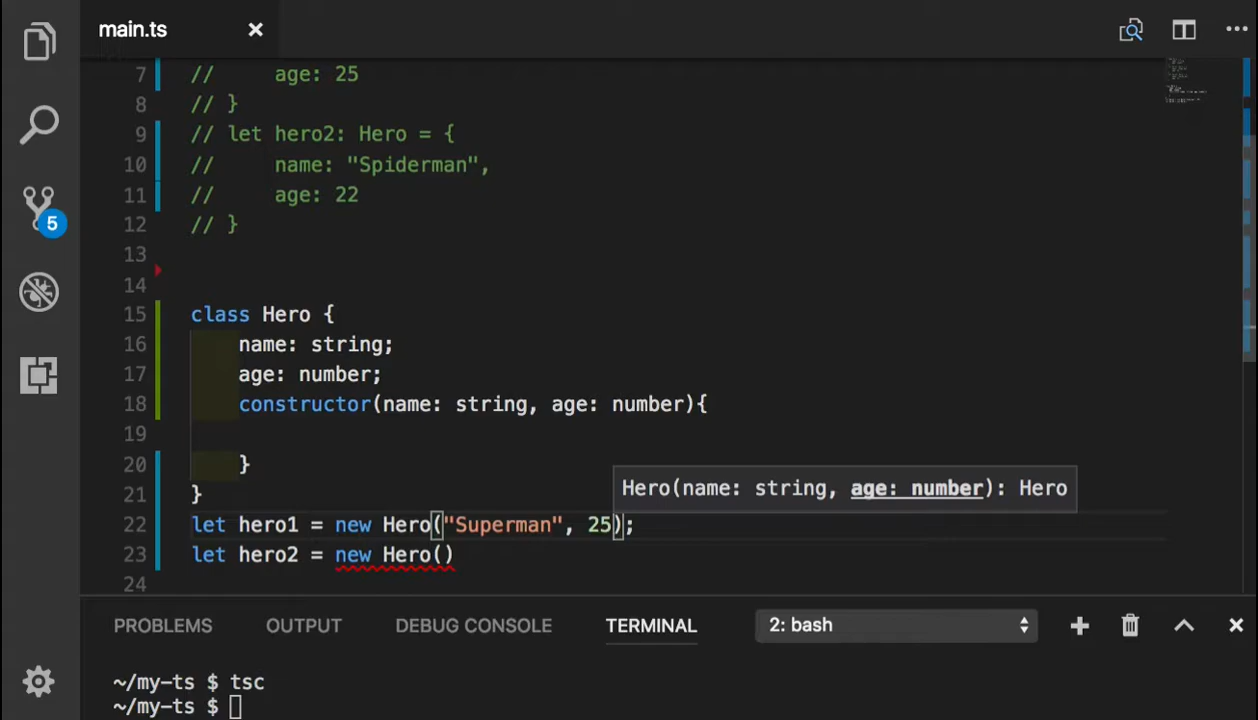 main.ts
7 //     age: 25
8 // }
9 // let hero2: Hero = {
10 //     name: "Spiderman",
11 //     age: 22
12 // }
13
14
15 class Hero {
16     name: string;
17     age: number;
18     constructor(name: string, age: number){
19
20     }
Hero(name: string, age: number): Hero
21 }
22 let hero1 = new Hero("Superman", 25);
23 let hero2 = new Hero()
24
5
PROBLEMS OUTPUT DEBUG CONSOLE TERMINAL 2: bash
~/my-ts $ tsc
~/my-ts $